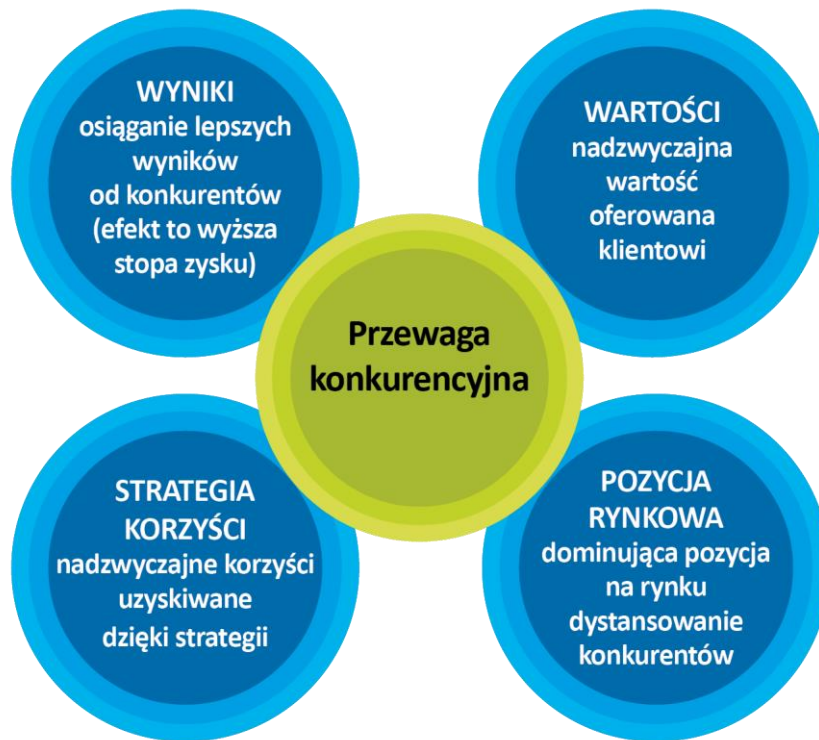 WYNIKI
osiąganie lepszych
wyników
od konkurentów
(efekt to wyższa
stopa zysku)
WARTOŚCI
nadzwyczajna
wartość
oferowana
klientowi
Przewaga
konkurencyjna
STRATEGIA
KORZYŚCI
nadzwyczajne korzyści
uzyskiwane
dzięki strategii
POZYCJA
RYNKOWA
dominująca pozycja
na rynku
dystansowanie
konkurentów